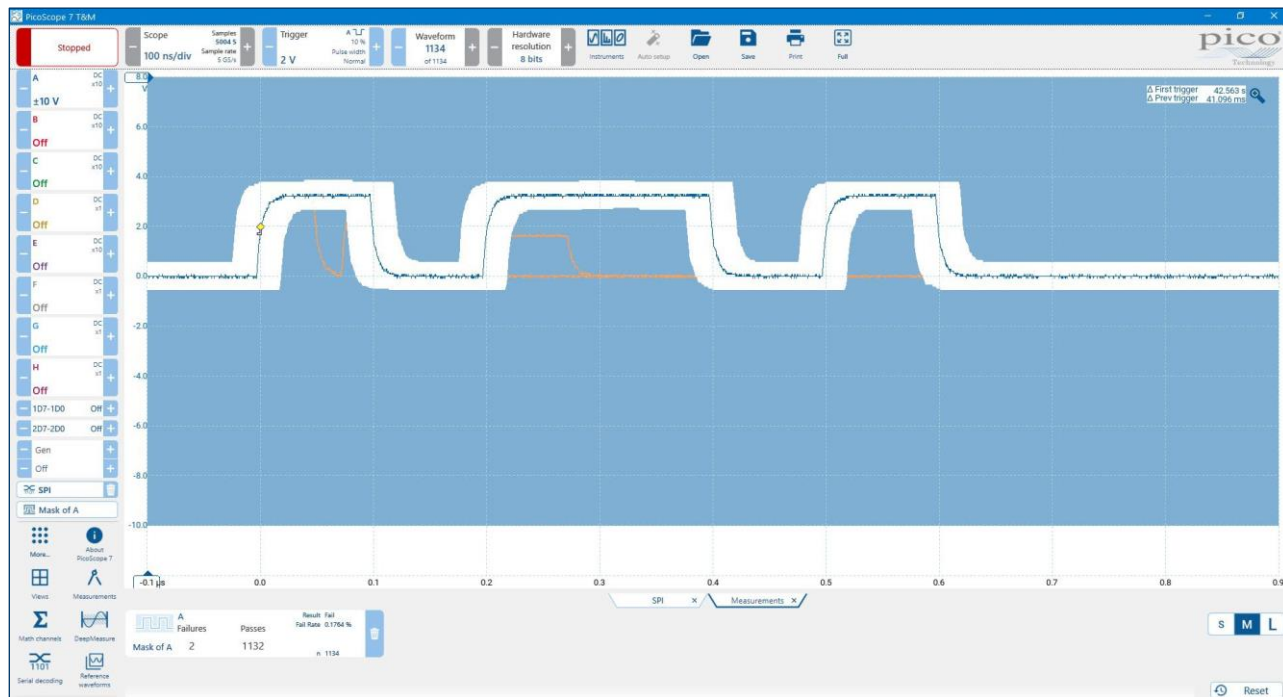 PicoScope 7 T&M
Stopped
Scope
100 ns/div
Samples
5004 S
Sample rate
5 GS/s
Trigger
2 V
A
10 %
Pulse width
Normal
Waveform
1134
of 1134
Hardware
resolution
8 bits
Instruments
Auto setup
Open
Save
Print
Full
pico
Technology
A
DC
x10
±10 V
B
DC
x10
Off
C
DC
x10
Off
D
DC
x1
Off
E
DC
x10
Off
F
DC
x1
Off
G
DC
x1
Off
H
DC
x1
Off
1D7-1D0 Off
2D7-2D0 Off
Gen
Off
SPI
Mask of A
More...
About
PicoScope 7
Views
Measurements
Math channels
DeepMeasure
1101
Serial decoding
Reference
waveforms
8.0
V
6.0
4.0
2.0
0.0
-2.0
-4.0
-6.0
-8.0
-10.0
Δ First trigger 42.563 s
Δ Prev trigger 41.096 ms
-0.1 µs 0.0 0.1 0.2 0.3 0.4 0.5 0.6 0.7 0.8 0.9
SPI x
Measurements x
A
Failures Passes
Mask of A 2 1132
Result Fail
Fail Rate 0.1764 %
n 1134
S M L
Reset